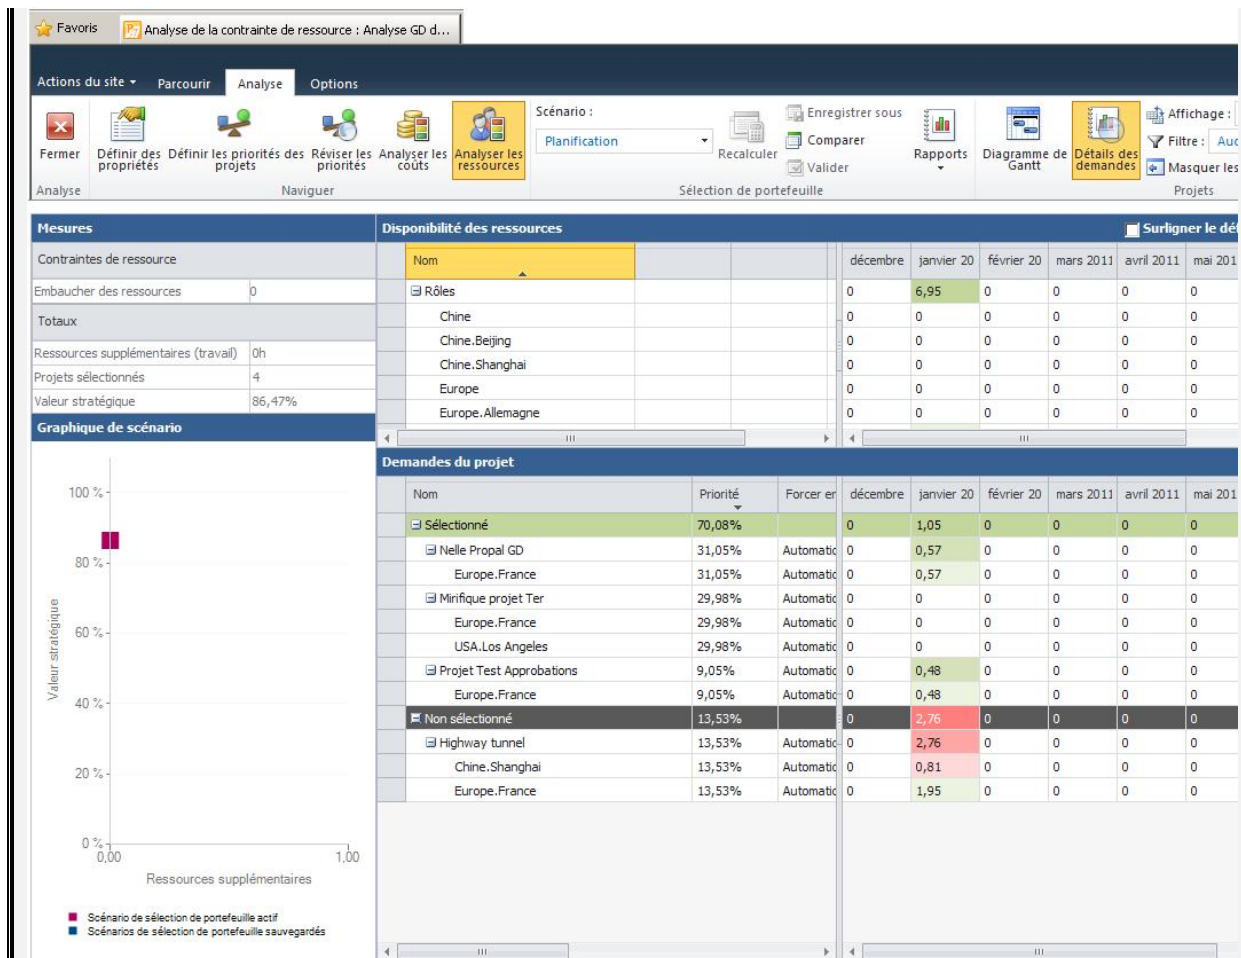 Favoris
Analyse de la contrainte de ressource : Analyse GD d...
Actions du site Parcourir Analyse Options
Fermer
Définir des propriétés
Définir les priorités des projets
Réviser les priorités
Analyser les coûts
Analyser les ressources
Scénario :
Planification
Recalculer
Enregistrer sous
Comparer
Valider
Rapports
Diagramme de Gantt
Détails des demandes
Affichage :
Filtre : Auc
Masquer les
Analyse Naviguer Sélection de portefeuille Projets
Mesures
Contraintes de ressource
Embaucher des ressources 0
Totaux
Ressources supplémentaires (travail) 0h
Projets sélectionnés 4
Valeur stratégique 86,47%
Graphique de scénario
100 %
80 %
60 %
40 %
20 %
0 %
Valeur stratégique
0,00 1,00
Ressources supplémentaires
Scénario de sélection de portefeuille actif
Scénarios de sélection de portefeuille sauvegardés
Disponibilité des ressources Surligner le déf
Nom décembre janvier 20 février 20 mars 2011 avril 2011 mai 201
Rôles 0 6,95 0 0 0 0
Chine 0 0 0 0 0 0
Chine.Beijing 0 0 0 0 0 0
Chine.Shanghai 0 0 0 0 0 0
Europe 0 0 0 0 0 0
Europe.Allemagne 0 0 0 0 0 0
Demandes du projet
Nom Priorité Forcer er décembre janvier 20 février 20 mars 2011 avril 2011 mai 201
Sélectionné 70,08% 0 1,05 0 0 0 0
Nelle Propal GD 31,05% Automatic 0 0,57 0 0 0 0
Europe.France 31,05% Automatic 0 0,57 0 0 0 0
Mirifique projet Ter 29,98% Automatic 0 0 0 0 0 0
Europe.France 29,98% Automatic 0 0 0 0 0 0
USA.Los Angeles 29,98% Automatic 0 0 0 0 0 0
Projet Test Approbations 9,05% Automatic 0 0,48 0 0 0 0
Europe.France 9,05% Automatic 0 0,48 0 0 0 0
Non sélectionné 13,53% 0 2,76 0 0 0 0
Highway tunnel 13,53% Automatic 0 2,76 0 0 0 0
Chine.Shanghai 13,53% Automatic 0 0,81 0 0 0 0
Europe.France 13,53% Automatic 0 1,95 0 0 0 0